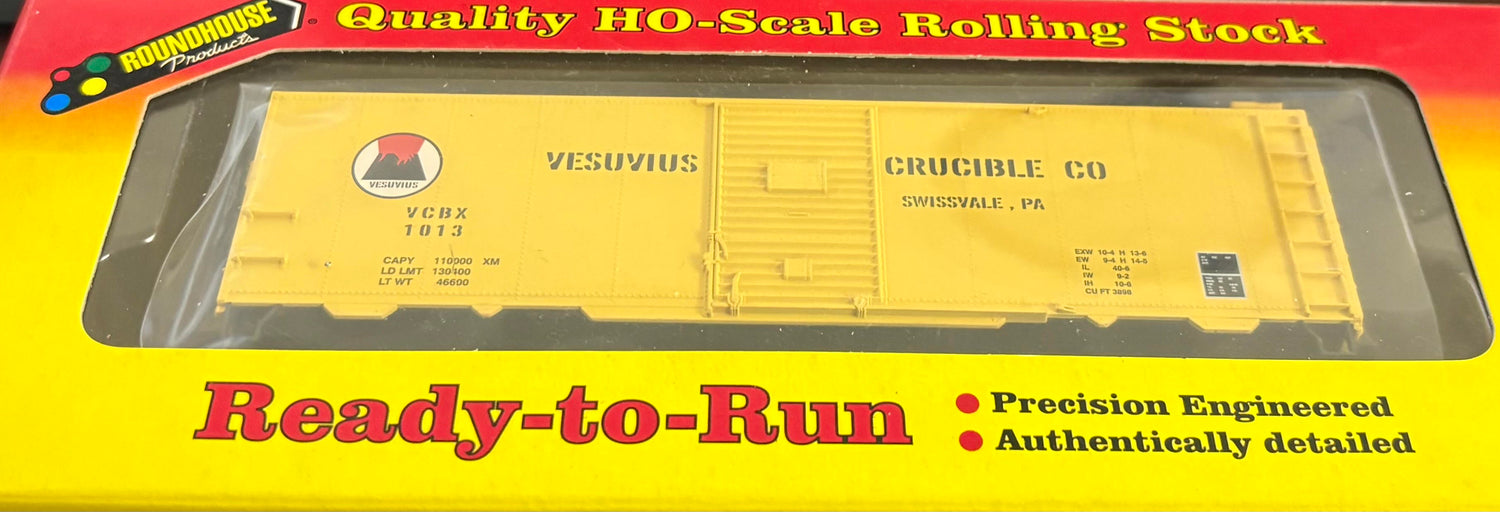 ROUNDHOUSE
Products
Quality HO-Scale Rolling Stock
VESUVIUS
VESUVIUS CRUCIBLE CO
SWISSVALE, PA
VCBX
1013
CAPY 110000 XM
LD LMT 130400
LT WT 46600
EXW 10-4 H 13-6
EW 9-4 H 14-0
IL 40-6
IW 9-2
IH 10-6
CU FT 3898
Ready-to-Run
Precision Engineered
Authentically detailed